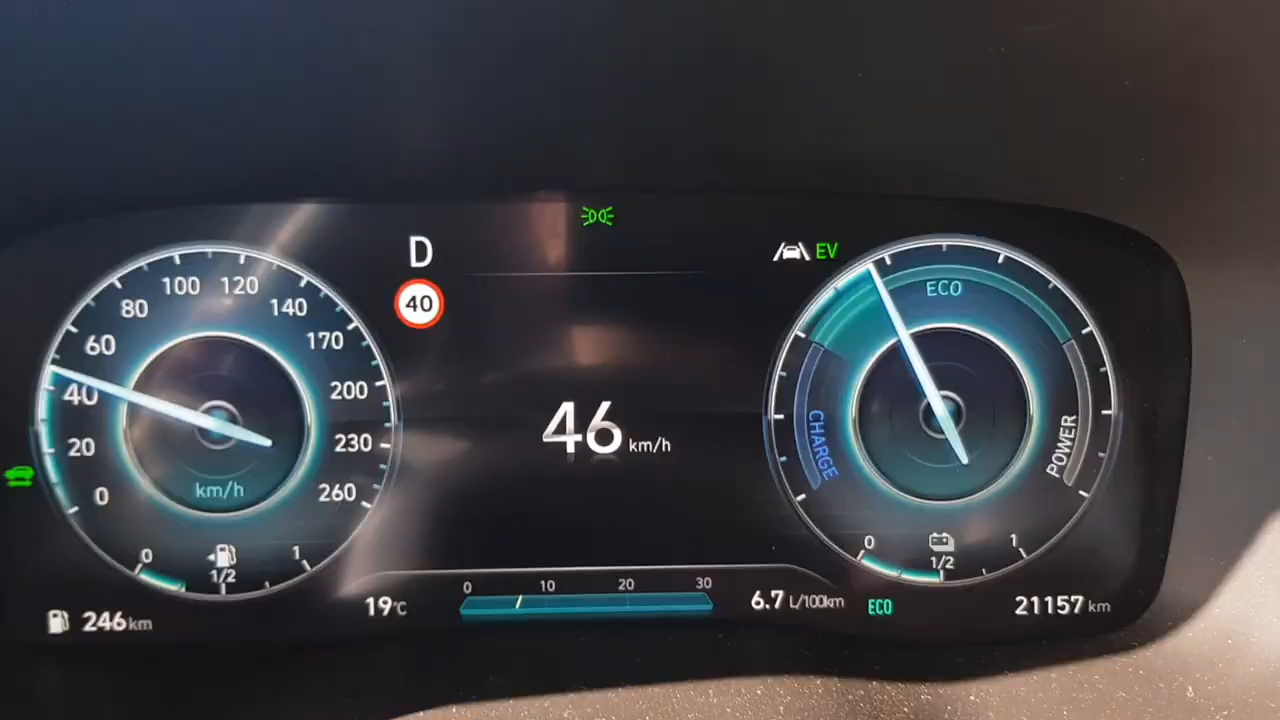 D
40
EV
100 120
80 140
60 170
40 200
20 230
0 260
km/h
0 1/2 1
46 km/h
ECO
CHARGE
POWER
0 1/2 1
246 km
19°C
0 10 20 30
6.7 L/100km
ECO
21157 km